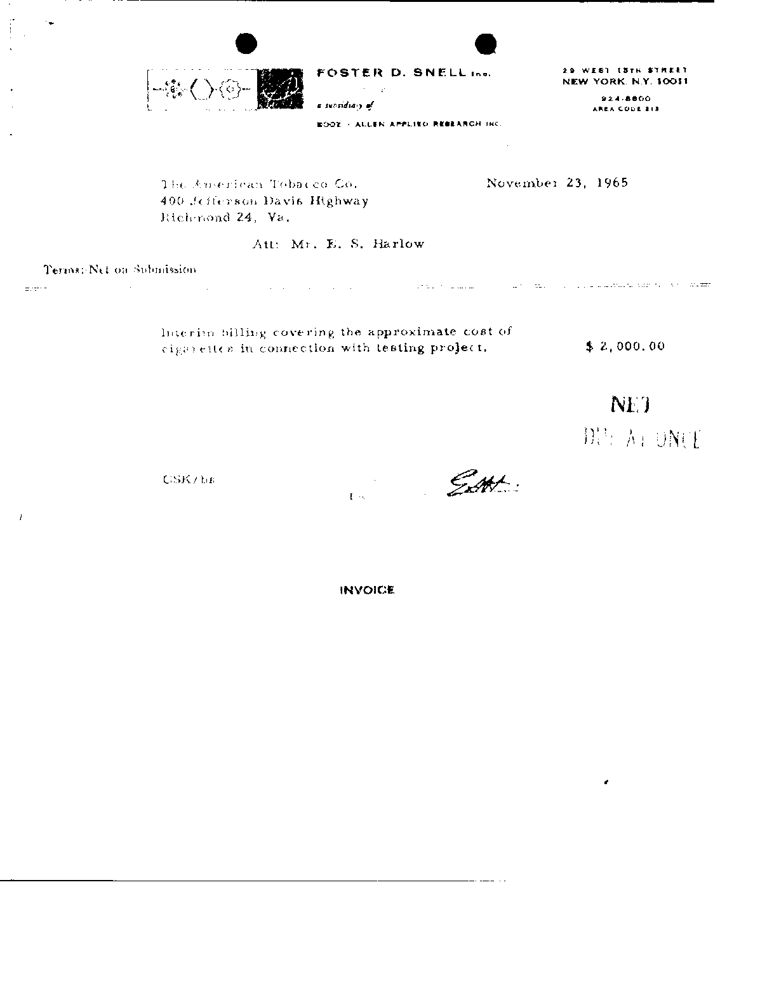 FOSTER D. SNELL Inc.
29 WEST 15TH STREET
NEW YORK, N.Y. 10011
a subsidiary of
924-8800
AREA CODE 212
BOOZ - ALLEN APPLIED RESEARCH INC.
The American Tobacco Co.
November 23, 1965
400 Jefferson Davis Highway
Richmond 24, Va.
Att: Mr. E. S. Harlow
Terms: Net on Submission
Interim billing covering the approximate cost of
cigarettes in connection with testing project.
$ 2,000.00
NET
DUE AT ONCE
CSK/bs
INVOICE